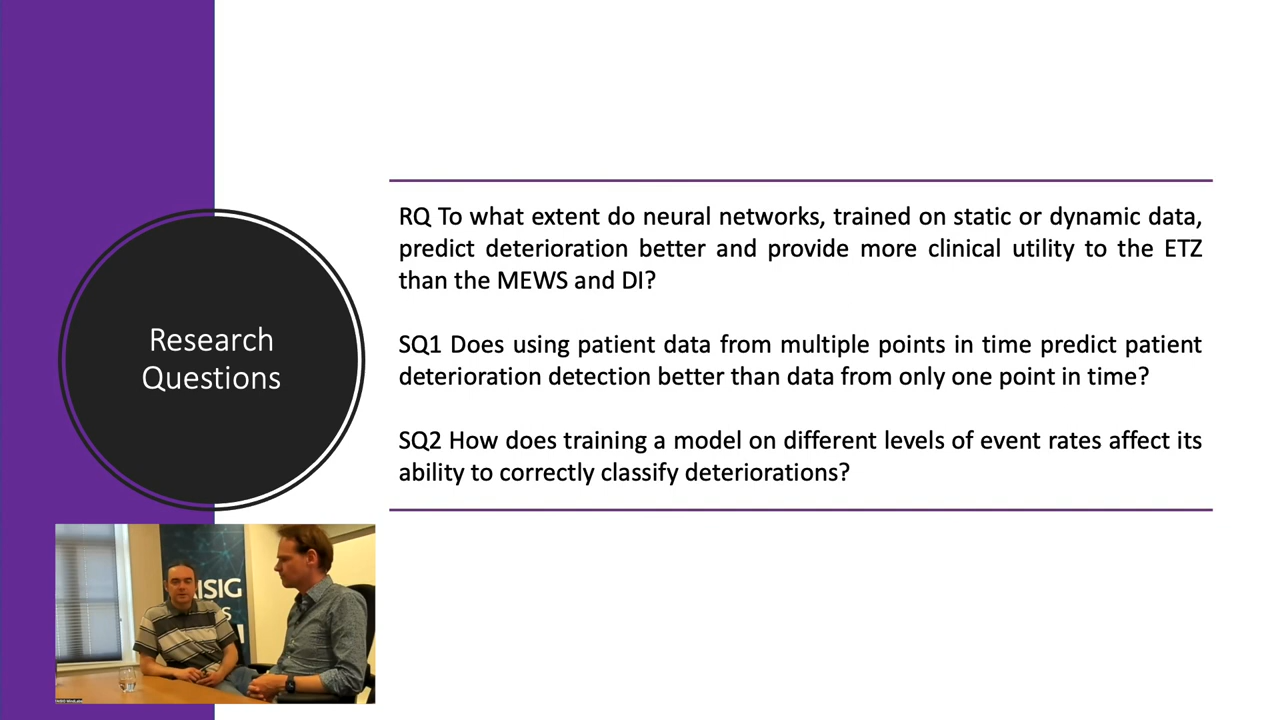 RQ To what extent do neural networks, trained on static or dynamic data,
predict deterioration better and provide more clinical utility to the ETZ
than the MEWS and DI?
SQ1 Does using patient data from multiple points in time predict patient
deterioration detection better than data from only one point in time?
SQ2 How does training a model on different levels of event rates affect its
ability to correctly classify deteriorations?
Research
Questions